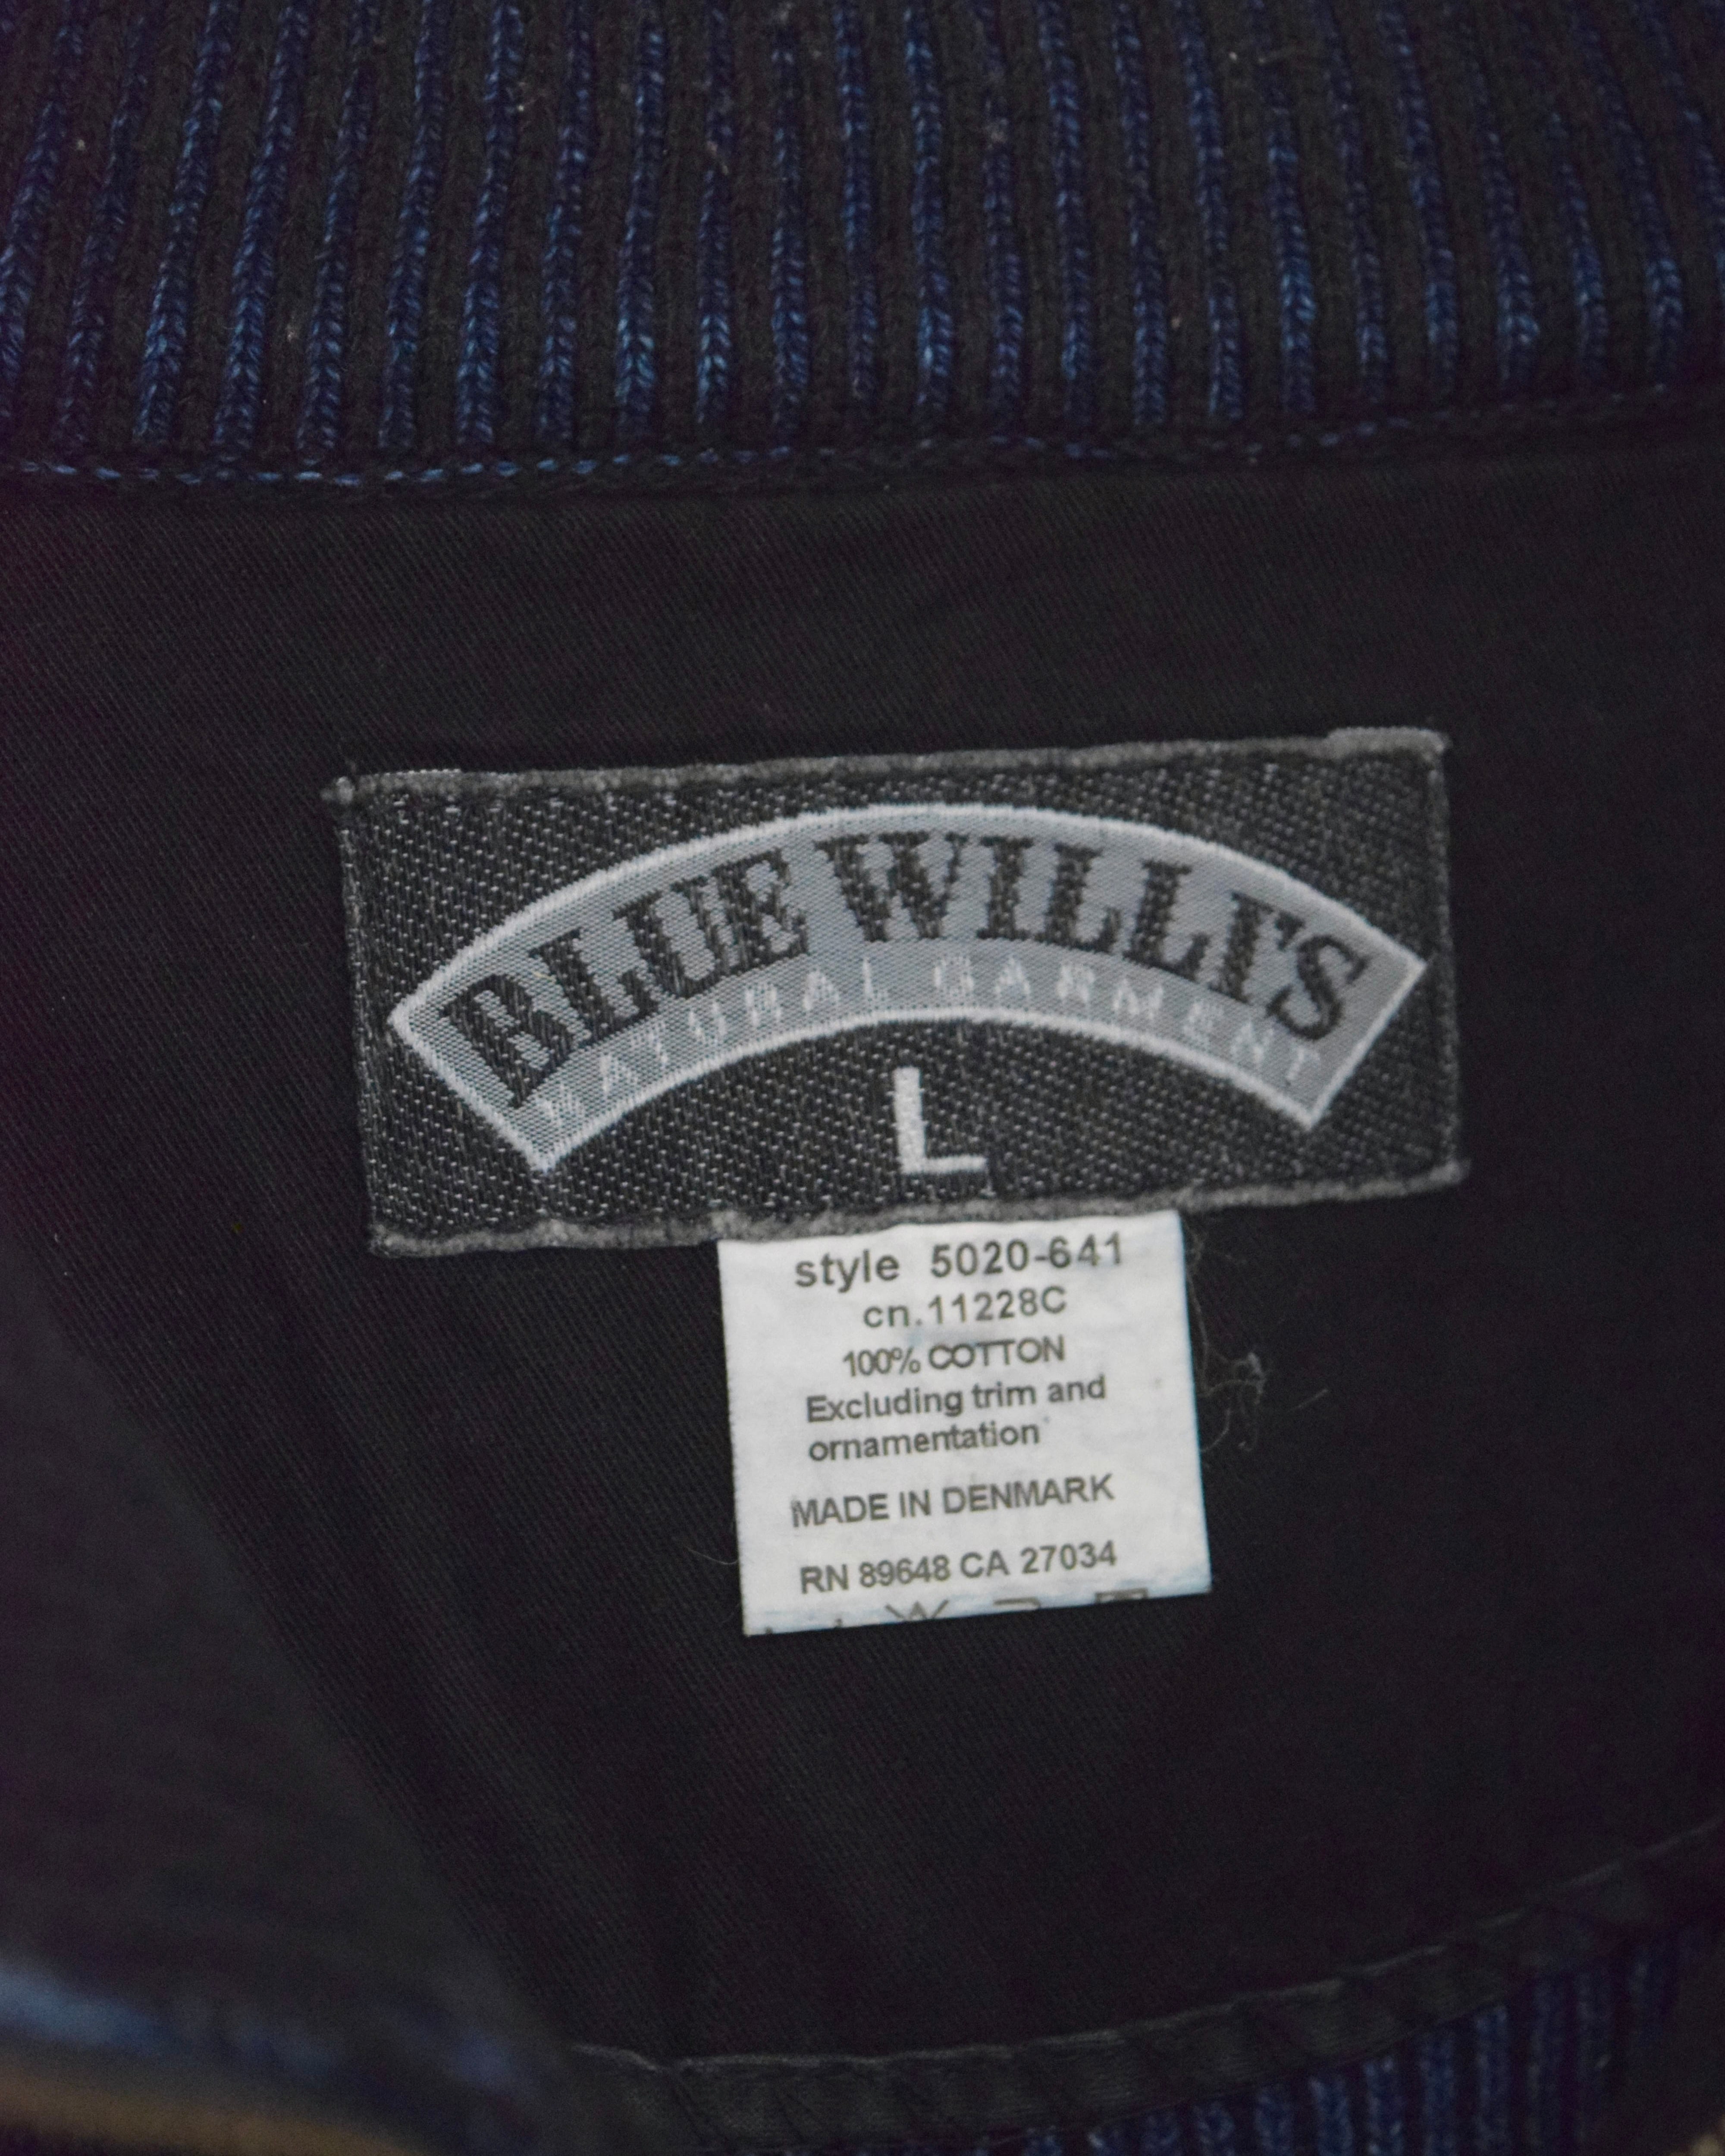 BLUE WILLI'S
NATURAL GARMENT
L
style 5020-641
cn.11228C
100% COTTON
Excluding trim and
ornamentation
MADE IN DENMARK
RN 89648 CA 27034